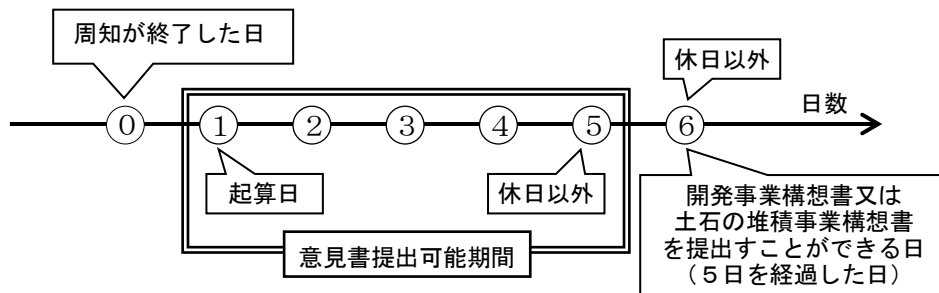 周知が終了した日
休日以外
日数
0
1
2
3
4
5
6
起算日
休日以外
開発事業構想書又は
土石の堆積事業構想書
を提出すことができる日
(５日を経過した日)
意見書提出可能期間